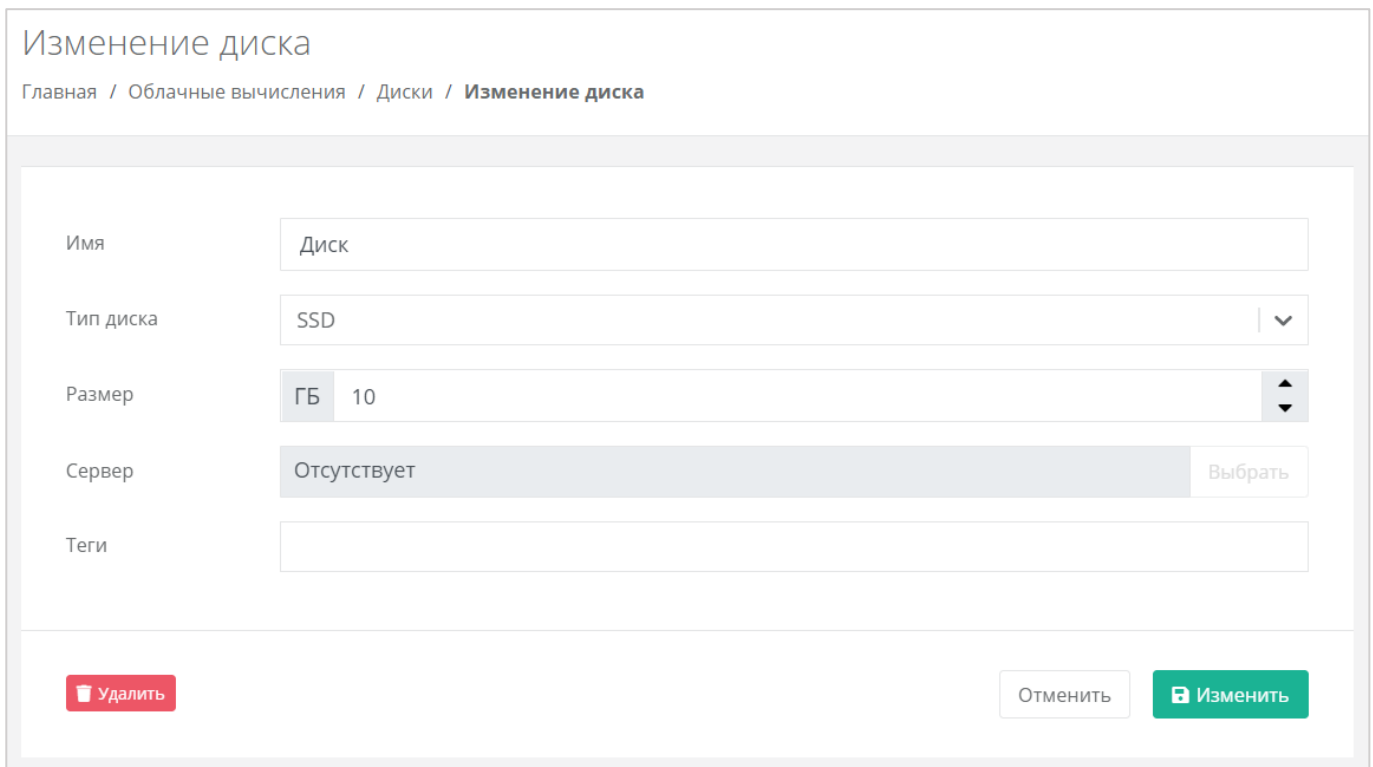 Изменение диска
Главная / Облачные вычисления / Диски / Изменение диска
Имя
Диск
Тип диска
SSD
Размер
ГБ 10
Сервер
Отсутствует
Выбрать
Теги
Удалить
Отменить
Изменить